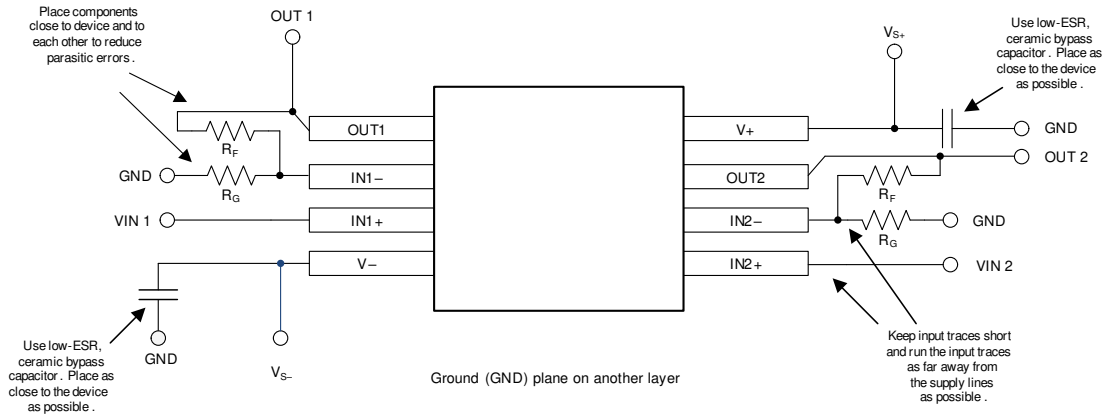 Place components
close to device and to
each other to reduce
parasitic errors .
OUT 1
VS+
Use low-ESR,
ceramic bypass
capacitor . Place as
close to the device
as possible .
OUT1
V+
GND
RF
OUT 2
GND
IN1−
OUT2
RF
RG
VIN 1
IN1+
IN2−
GND
RG
V−
IN2+
VIN 2
Use low-ESR,
ceramic bypass
capacitor . Place as
close to the device
as possible .
GND
VS−
Ground (GND) plane on another layer
Keep input traces short
and run the input traces
as far away from
the supply lines
as possible .